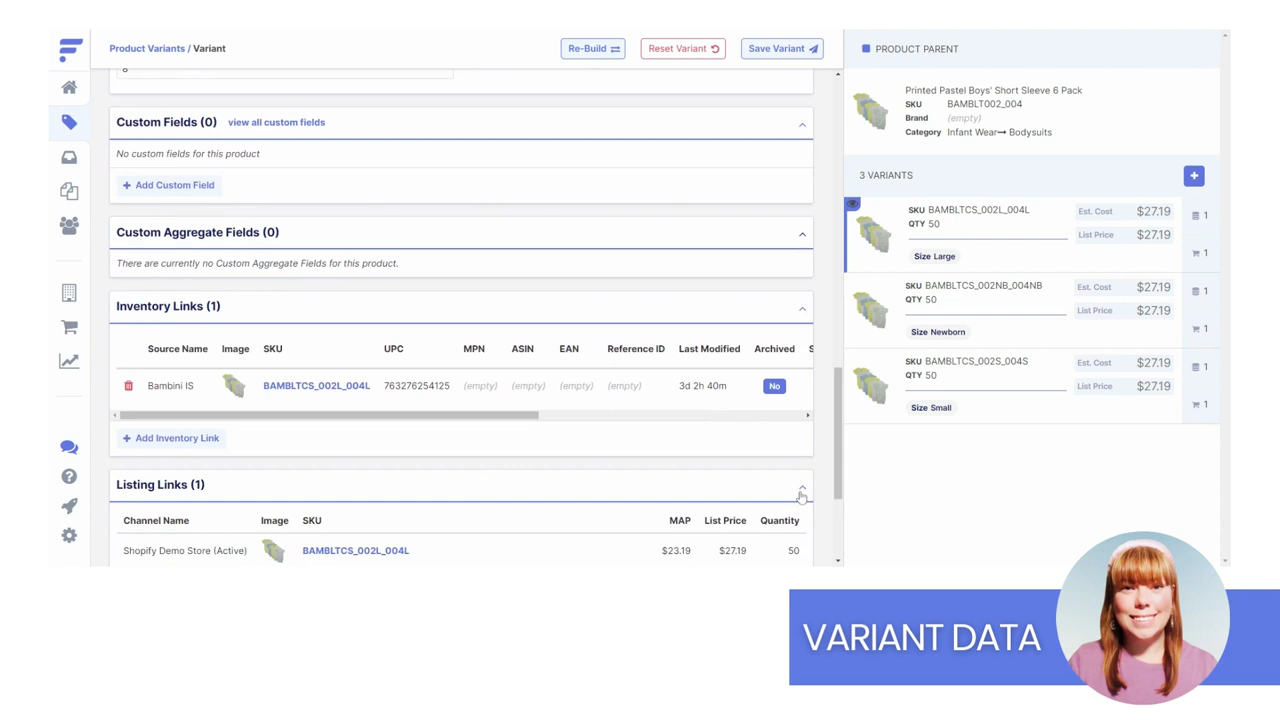 Product Variants / Variant
Re-Build
Reset Variant
Save Variant
Custom Fields (0) view all custom fields
No custom fields for this product
+ Add Custom Field
Custom Aggregate Fields (0)
There are currently no Custom Aggregate Fields for this product.
Inventory Links (1)
Source Name Image SKU UPC MPN ASIN EAN Reference ID Last Modified Archived S
Bambini IS BAMBLTCS_002L_004L 763276254125 (empty) (empty) (empty) (empty) 3d 2h 40m No
+ Add Inventory Link
Listing Links (1)
Channel Name Image SKU MAP List Price Quantity
Shopify Demo Store (Active) BAMBLTCS_002L_004L $23.19 $27.19 50
PRODUCT PARENT
Printed Pastel Boys' Short Sleeve 6 Pack
SKU BAMBLT002_004
Brand (empty)
Category Infant Wear→ Bodysuits
3 VARIANTS +
SKU BAMBLTCS_002L_004L Est. Cost $27.19 1
QTY 50 List Price $27.19
Size Large 1
SKU BAMBLTCS_002NB_004NB Est. Cost $27.19 1
QTY 50 List Price $27.19
Size Newborn 1
SKU BAMBLTCS_002S_004S Est. Cost $27.19 1
QTY 50 List Price $27.19
Size Small 1
VARIANT DATA